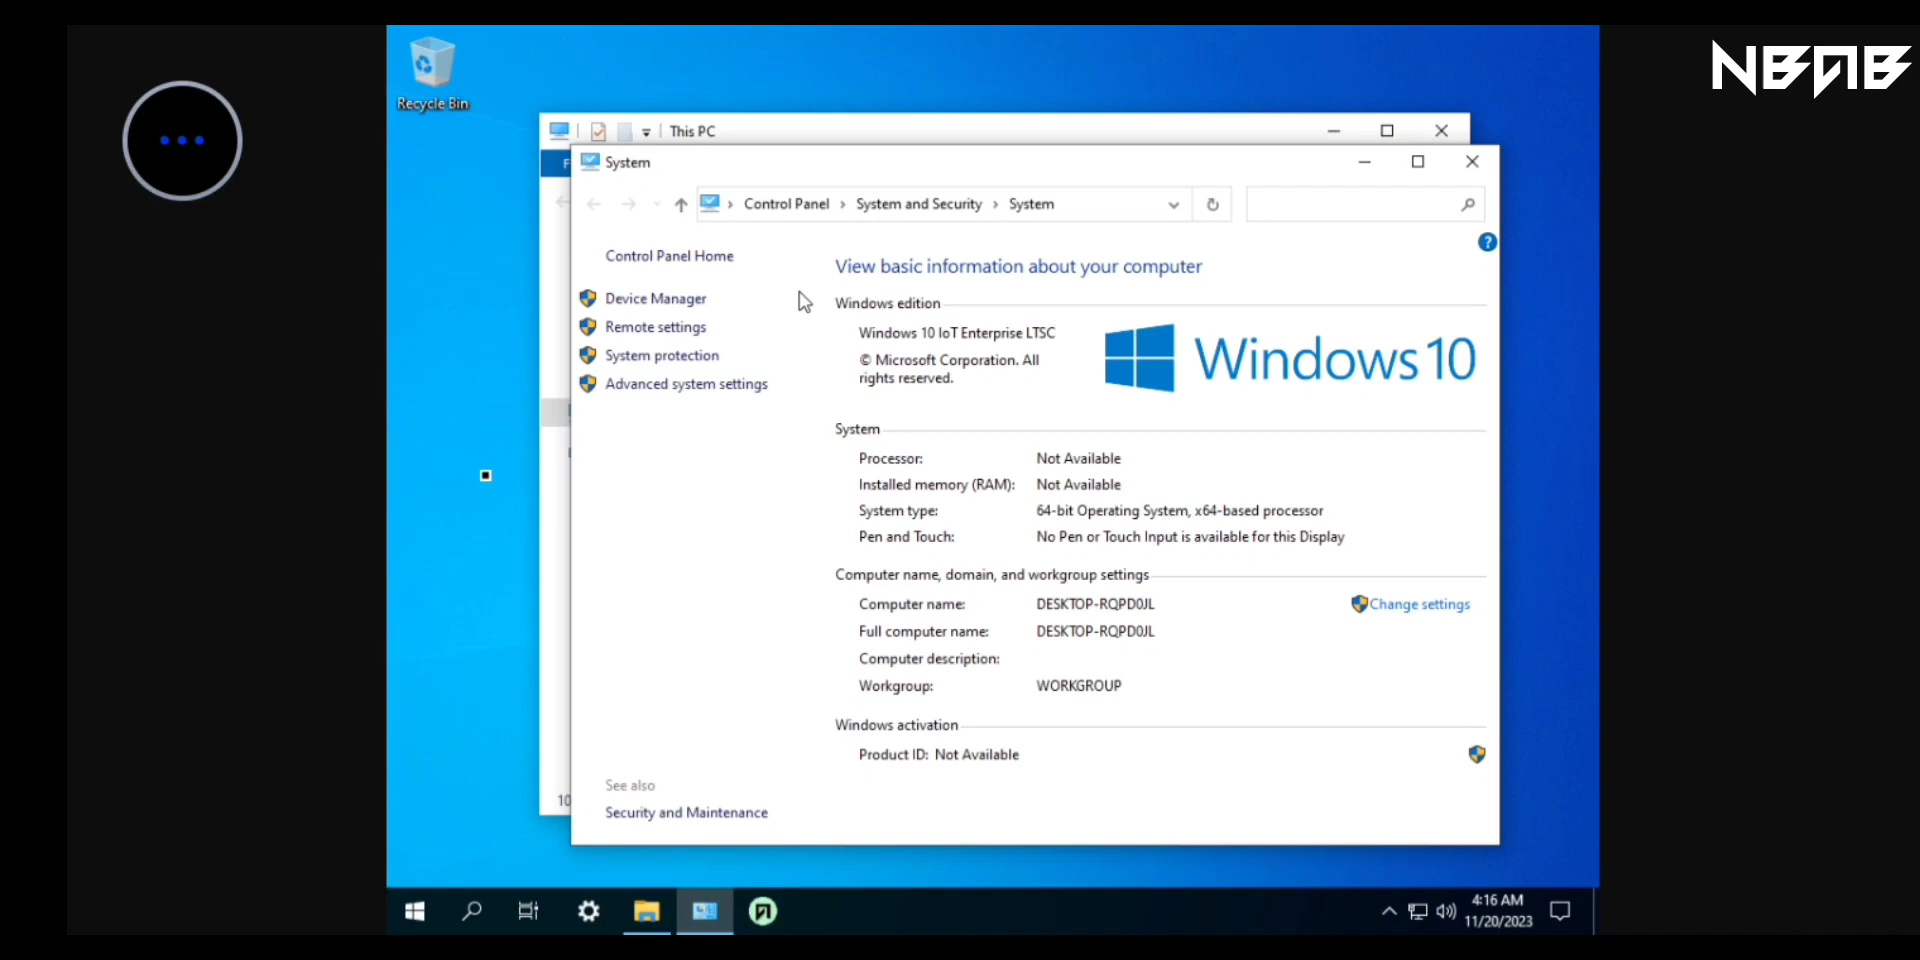 NBAB
Recycle Bin
This PC
F
System
Control Panel > System and Security > System
Control Panel Home
Device Manager
Remote settings
System protection
Advanced system settings
See also
Security and Maintenance
10
View basic information about your computer
Windows edition
Windows 10 IoT Enterprise LTSC
© Microsoft Corporation. All
rights reserved.
Windows 10
System
Processor: Not Available
Installed memory (RAM): Not Available
System type: 64-bit Operating System, x64-based processor
Pen and Touch: No Pen or Touch Input is available for this Display
Computer name, domain, and workgroup settings
Computer name: DESKTOP-RQPD0JL
Change settings
Full computer name: DESKTOP-RQPD0JL
Computer description:
Workgroup: WORKGROUP
Windows activation
Product ID: Not Available
4:16 AM
11/20/2023